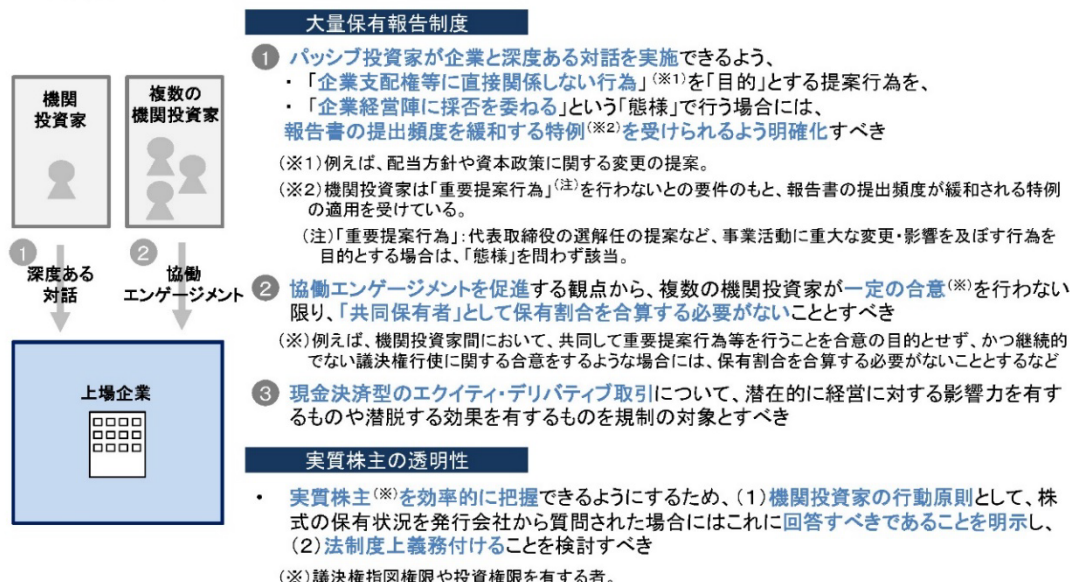 大量保有報告制度
機関
投資家
複数の
機関投資家
1
深度ある
対話
2
協働
エンゲージメント
上場企業
1 パッシブ投資家が企業と深度ある対話を実施できるよう、
・「企業支配権等に直接関係しない行為」(※1)を「目的」とする提案行為を、
・「企業経営陣に採否を委ねる」という「態様」で行う場合には、
報告書の提出頻度を緩和する特例(※2)を受けられるよう明確化すべき
(※1)例えば、配当方針や資本政策に関する変更の提案。
(※2)機関投資家は「重要提案行為」(注)を行わないとの要件のもと、報告書の提出頻度が緩和される特例
の適用を受けている。
(注)「重要提案行為」:代表取締役の選解任の提案など、事業活動に重大な変更・影響を及ぼす行為を
目的とする場合は、「態様」を問わず該当。
2 協働エンゲージメントを促進する観点から、複数の機関投資家が一定の合意(※)を行わない
限り、「共同保有者」として保有割合を合算する必要がないこととすべき
(※)例えば、機関投資家間において、共同して重要提案行為等を行うことを合意の目的とせず、かつ継続的
でない議決権行使に関する合意をするような場合には、保有割合を合算する必要がないこととするなど
3 現金決済型のエクイティ・デリバティブ取引について、潜在的に経営に対する影響力を有す
るものや潜脱する効果を有するものを規制の対象とすべき
実質株主の透明性
・ 実質株主(※)を効率的に把握できるようにするため、(1)機関投資家の行動原則として、株
式の保有状況を発行会社から質問された場合にはこれに回答すべきであることを明示し、
(2)法制度上義務付けることを検討すべき
(※)議決権指図権限や投資権限を有する者。